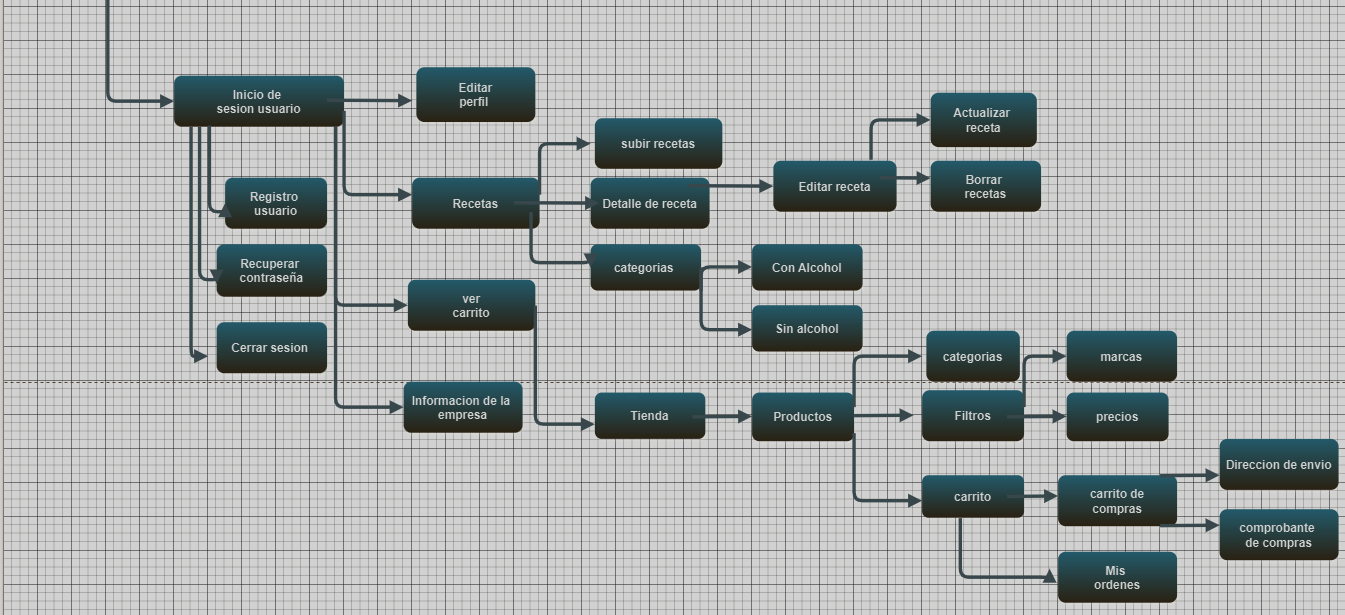 Inicio de
sesion usuario
Editar
perfil
Actualizar
receta
subir recetas
Editar receta
Borrar
recetas
Registro
usuario
Recetas
Detalle de receta
Recuperar
contraseña
categorias
Con Alcohol
ver
carrito
Sin alcohol
Cerrar sesion
categorias
marcas
Informacion de la
empresa
Tienda
Productos
Filtros
precios
Direccion de envio
carrito
carrito de
compras
comprobante
de compras
Mis
ordenes